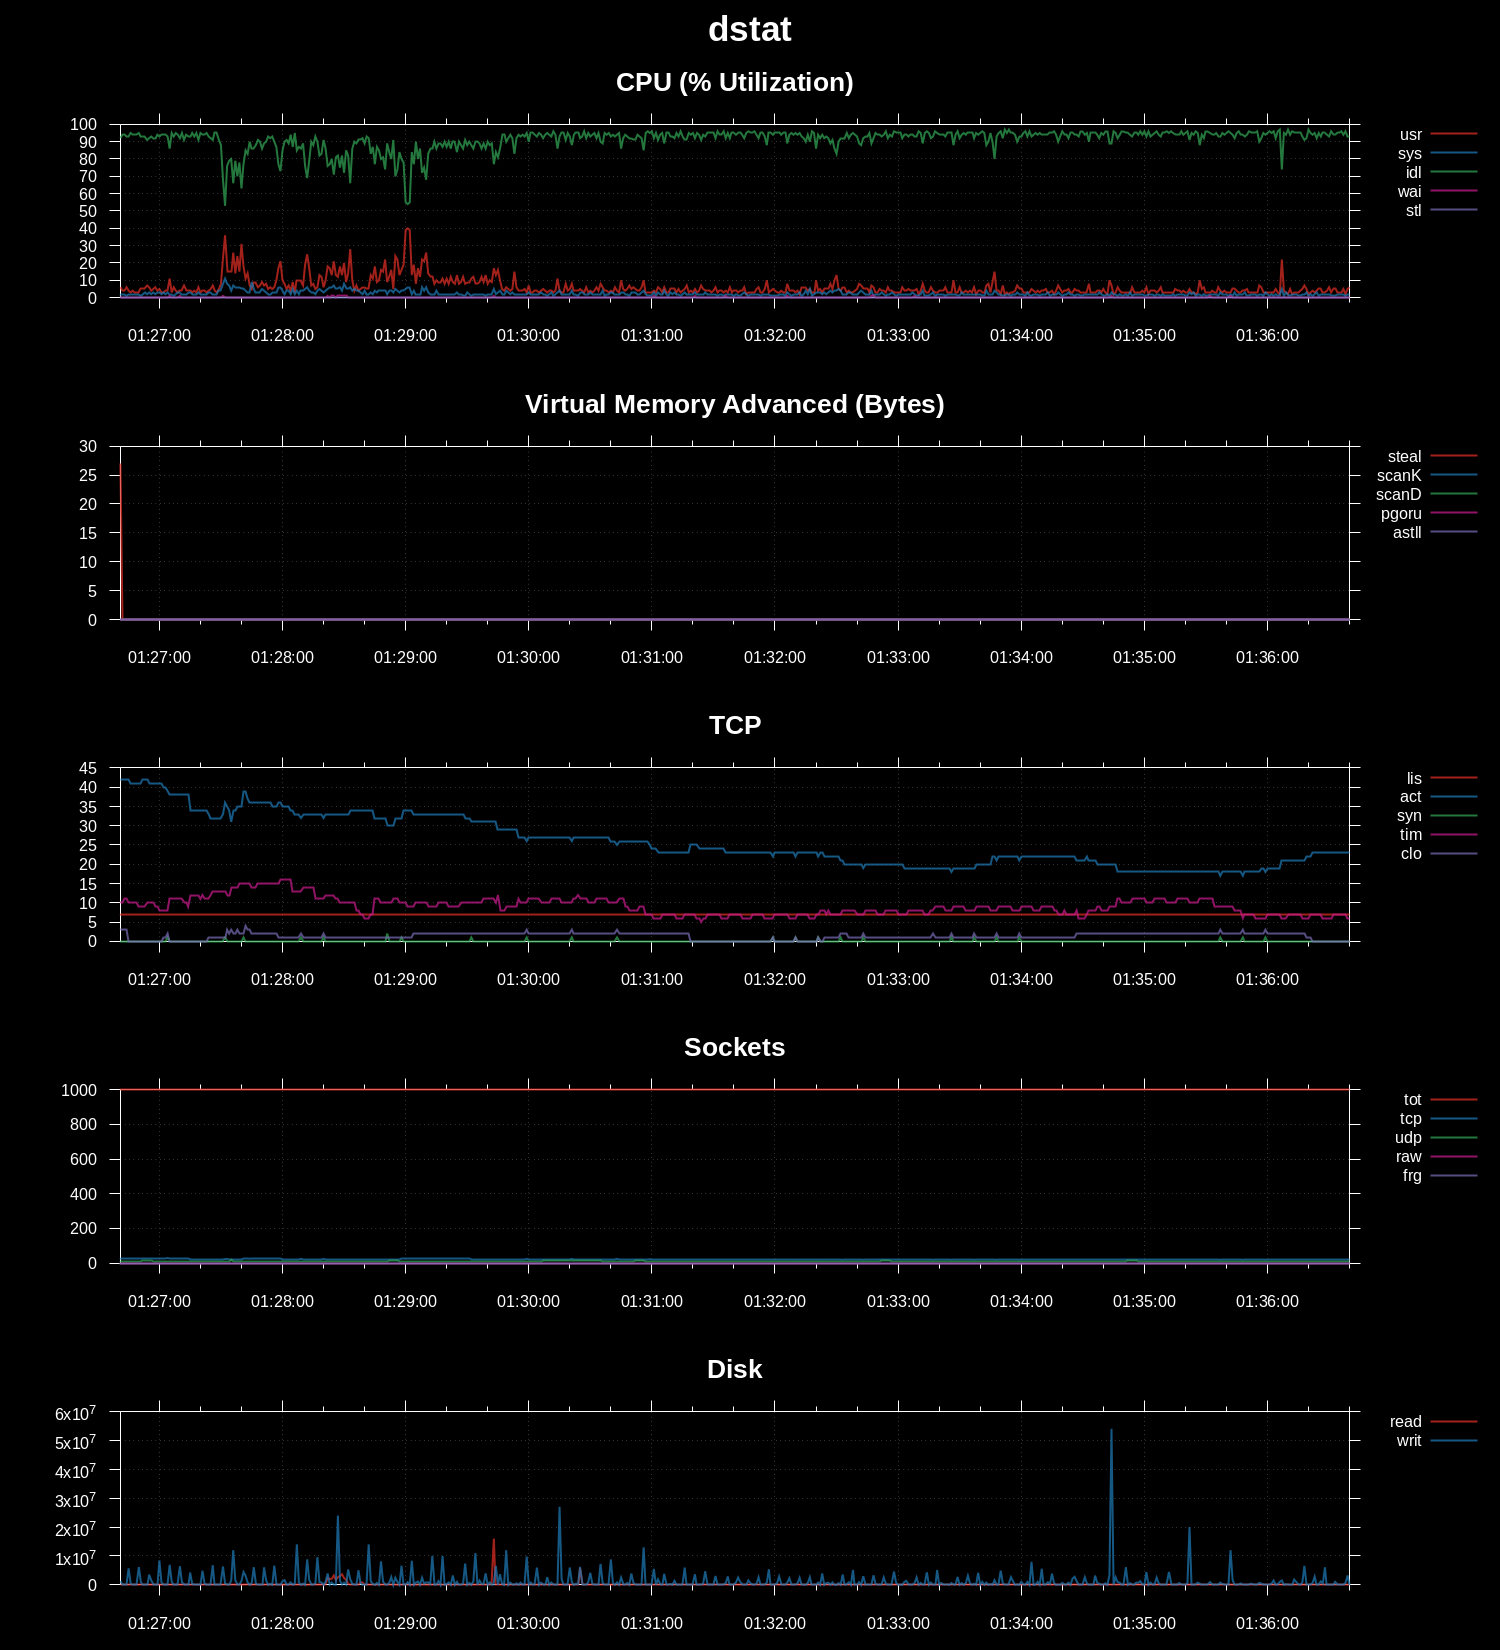 dstat
CPU (% Utilization)
100
90
80
70
60
50
40
30
20
10
0
usr
sys
idl
wai
stl
01:27:00 01:28:00 01:29:00 01:30:00 01:31:00 01:32:00 01:33:00 01:34:00 01:35:00 01:36:00
Virtual Memory Advanced (Bytes)
30
25
20
15
10
5
0
steal
scanK
scanD
pgoru
astll
01:27:00 01:28:00 01:29:00 01:30:00 01:31:00 01:32:00 01:33:00 01:34:00 01:35:00 01:36:00
TCP
45
40
35
30
25
20
15
10
5
0
lis
act
syn
tim
clo
01:27:00 01:28:00 01:29:00 01:30:00 01:31:00 01:32:00 01:33:00 01:34:00 01:35:00 01:36:00
Sockets
1000
800
600
400
200
0
tot
tcp
udp
raw
frg
01:27:00 01:28:00 01:29:00 01:30:00 01:31:00 01:32:00 01:33:00 01:34:00 01:35:00 01:36:00
Disk
6x10⁷
5x10⁷
4x10⁷
3x10⁷
2x10⁷
1x10⁷
0
read
writ
01:27:00 01:28:00 01:29:00 01:30:00 01:31:00 01:32:00 01:33:00 01:34:00 01:35:00 01:36:00